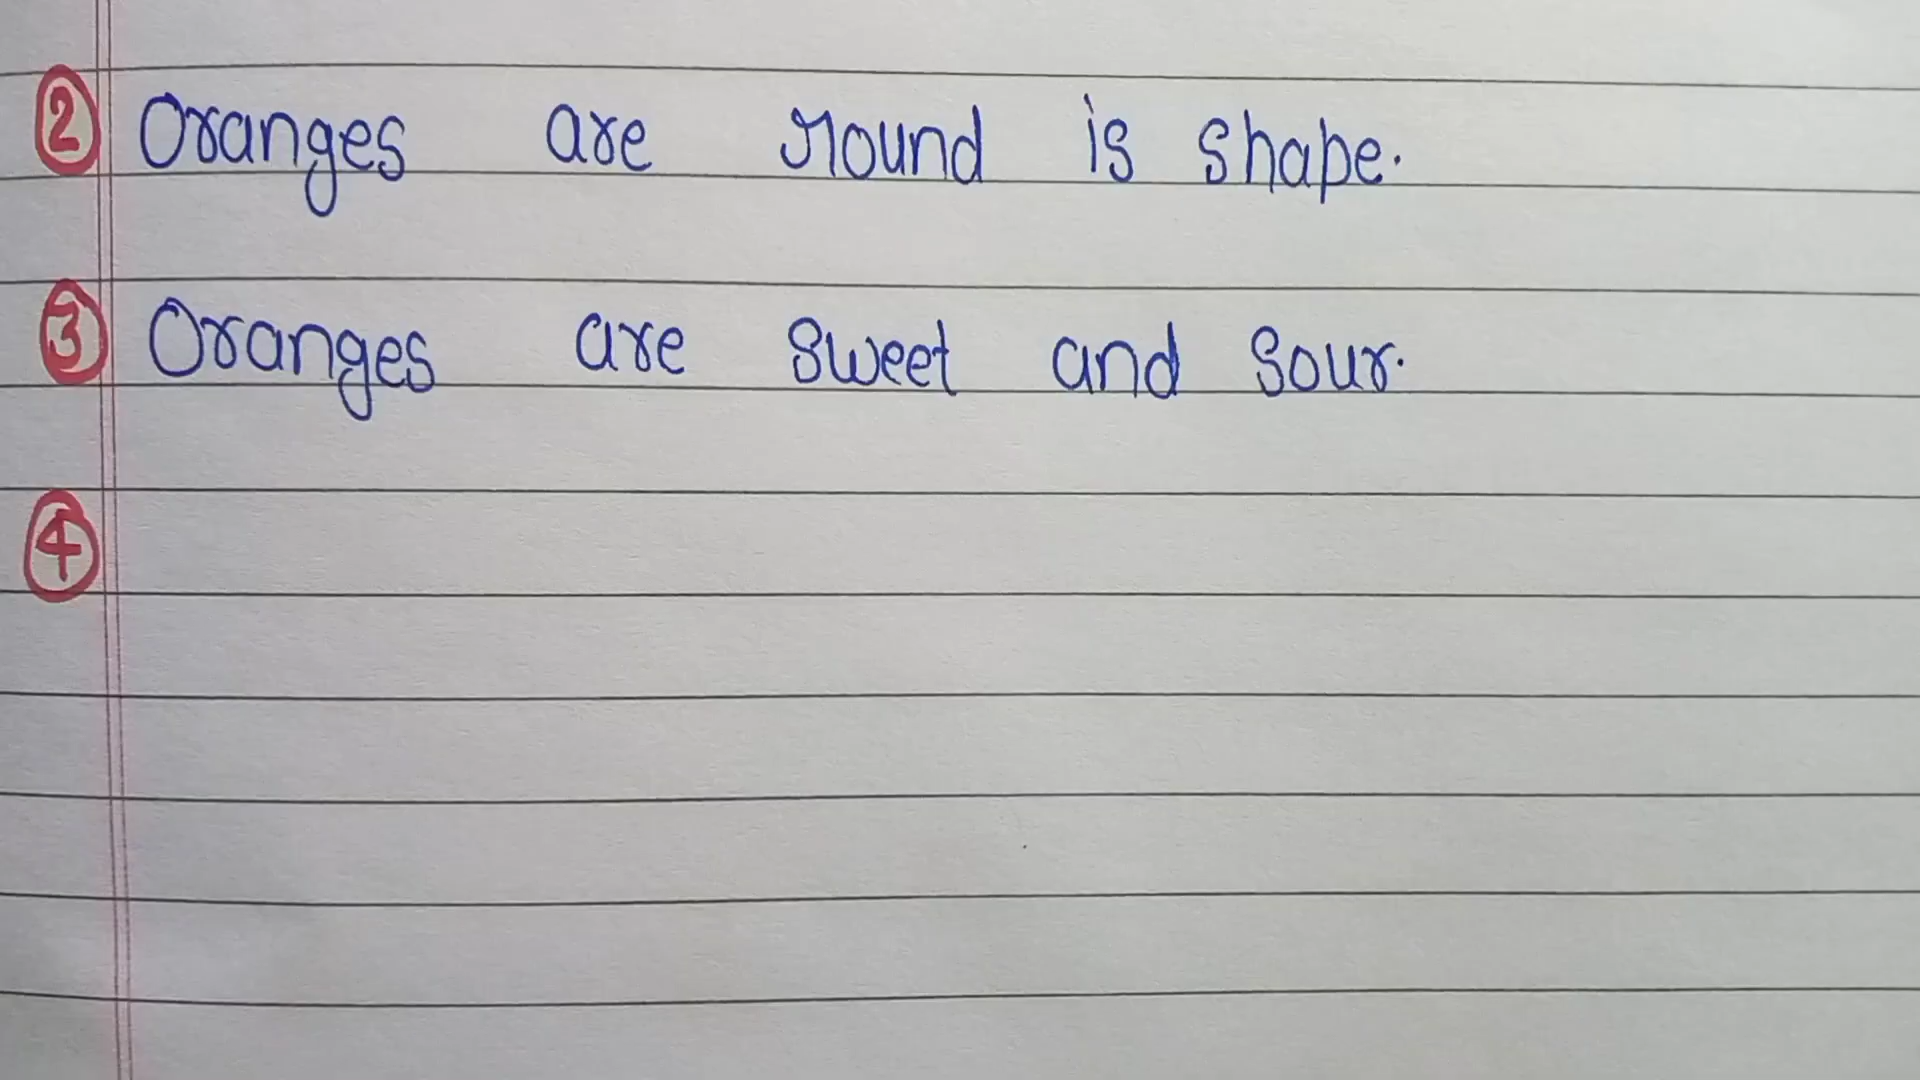 2 Oranges are round is shape.
3 Oranges are sweet and sour.
4